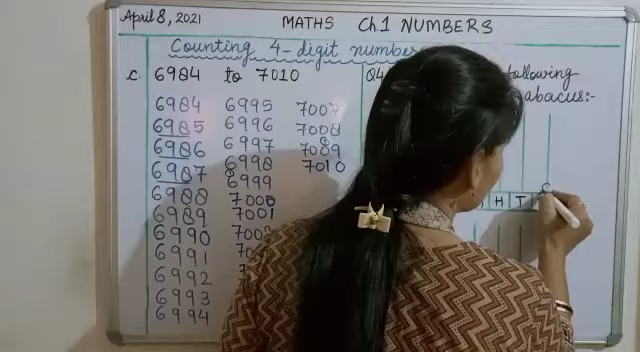 April 8, 2021
MATHS Ch.1 NUMBERS
Counting 4-digit numbers
C. 6984 to 7010
6984
6985
6986
6987
6988
6989
6990
6991
6992
6993
6994
6995
6996
6997
6998
6999
7000
7001
7007
7008
7009
7010
Q4
following
abacus:-
H T